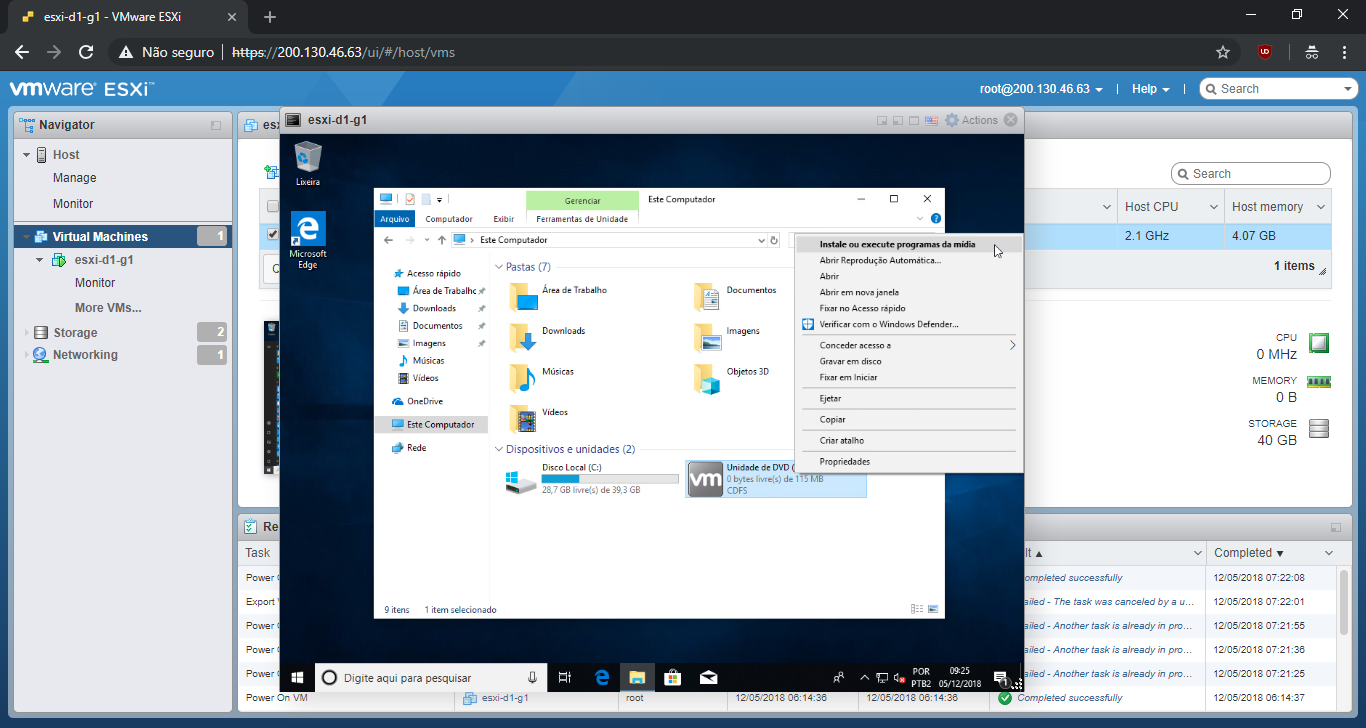 esxi-d1-g1 - VMware ESXi
Não seguro
https://200.130.46.63/ui/#/host/vms
vmware ESXi™
root@200.130.46.63
Help
Search
Navigator
Host
Manage
Monitor
Virtual Machines 1
esxi-d1-g1
Monitor
More VMs...
Storage 2
Networking 1
esxi-d1-g1
Actions
Lixeira
Microsoft
Edge
Gerenciar
Este Computador
Arquivo
Computador
Exibir
Ferramentas de Unidade
Este Computador
Acesso rápido
Área de Trabalho
Downloads
Documentos
Imagens
Músicas
Vídeos
OneDrive
Este Computador
Rede
Pastas (7)
Área de Trabalho
Documentos
Downloads
Imagens
Músicas
Objetos 3D
Vídeos
Dispositivos e unidades (2)
Disco Local (C:)
28,7 GB livre(s) de 39,3 GB
vm
Unidade de DVD (
0 bytes livre(s) de 115 MB
CDFS
9 itens
1 item selecionado
Instale ou execute programas da mídia
Abrir Reprodução Automática...
Abrir
Abrir em nova janela
Fixar no Acesso rápido
Verificar com o Windows Defender...
Conceder acesso a
Gravar em disco
Fixar em Iniciar
Ejetar
Copiar
Criar atalho
Propriedades
Digite aqui para pesquisar
POR
PTB2
09:25
05/12/2018
1
Search
Host CPU
Host memory
2.1 GHz
4.07 GB
1 items
CPU
0 MHz
MEMORY
0 B
STORAGE
40 GB
Re
Task
lt
Completed
Power O
ompleted successfully
12/05/2018 07:22:08
Export
ailed - The task was canceled by a u...
12/05/2018 07:22:01
Power O
ailed - Another task is already in pro...
12/05/2018 07:21:55
Power O
ailed - Another task is already in pro...
12/05/2018 07:21:36
Power O
ailed - Another task is already in pro...
12/05/2018 07:21:25
Power On VM
esxi-d1-g1
root
12/05/2018 06:14:36
12/05/2018 06:14:36
Completed successfully
12/05/2018 06:14:37